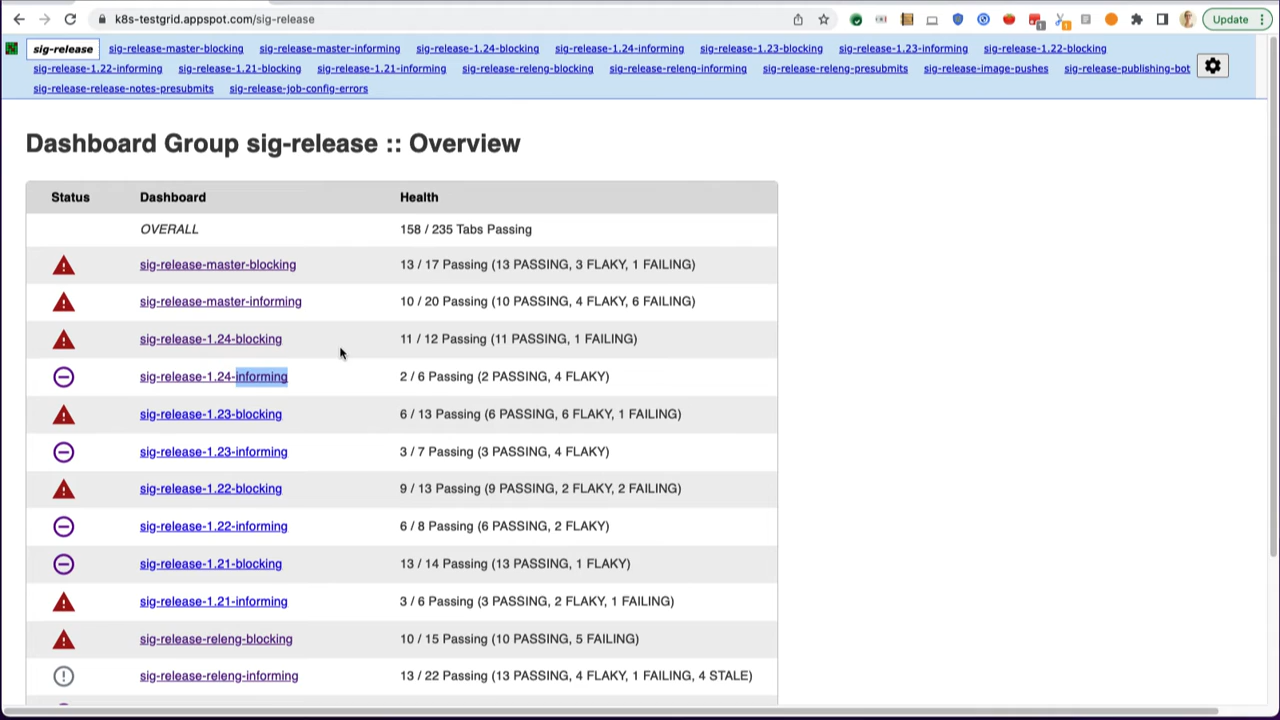 k8s-testgrid.appspot.com/sig-release
Update
sig-release sig-release-master-blocking sig-release-master-informing sig-release-1.24-blocking sig-release-1.24-informing sig-release-1.23-blocking sig-release-1.23-informing sig-release-1.22-blocking
sig-release-1.22-informing sig-release-1.21-blocking sig-release-1.21-informing sig-release-releng-blocking sig-release-releng-informing sig-release-releng-presubmits sig-release-image-pushes sig-release-publishing-bot
sig-release-release-notes-presubmits sig-release-job-config-errors
Dashboard Group sig-release :: Overview
Status Dashboard Health
OVERALL 158 / 235 Tabs Passing
sig-release-master-blocking 13 / 17 Passing (13 PASSING, 3 FLAKY, 1 FAILING)
sig-release-master-informing 10 / 20 Passing (10 PASSING, 4 FLAKY, 6 FAILING)
sig-release-1.24-blocking 11 / 12 Passing (11 PASSING, 1 FAILING)
sig-release-1.24-informing 2 / 6 Passing (2 PASSING, 4 FLAKY)
sig-release-1.23-blocking 6 / 13 Passing (6 PASSING, 6 FLAKY, 1 FAILING)
sig-release-1.23-informing 3 / 7 Passing (3 PASSING, 4 FLAKY)
sig-release-1.22-blocking 9 / 13 Passing (9 PASSING, 2 FLAKY, 2 FAILING)
sig-release-1.22-informing 6 / 8 Passing (6 PASSING, 2 FLAKY)
sig-release-1.21-blocking 13 / 14 Passing (13 PASSING, 1 FLAKY)
sig-release-1.21-informing 3 / 6 Passing (3 PASSING, 2 FLAKY, 1 FAILING)
sig-release-releng-blocking 10 / 15 Passing (10 PASSING, 5 FAILING)
sig-release-releng-informing 13 / 22 Passing (13 PASSING, 4 FLAKY, 1 FAILING, 4 STALE)